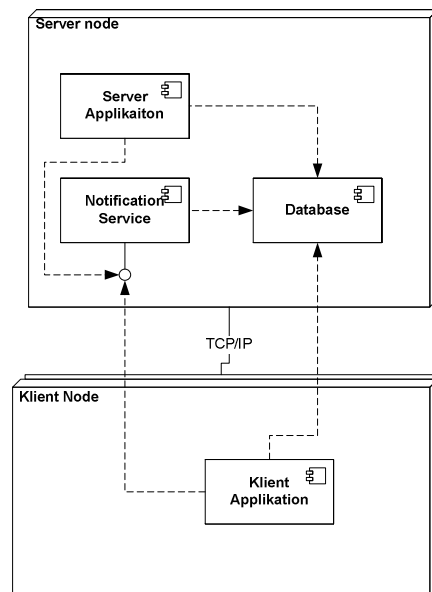 Server node
Server
Applikaiton
Notification
Service
Database
TCP/IP
Klient Node
Klient
Applikation